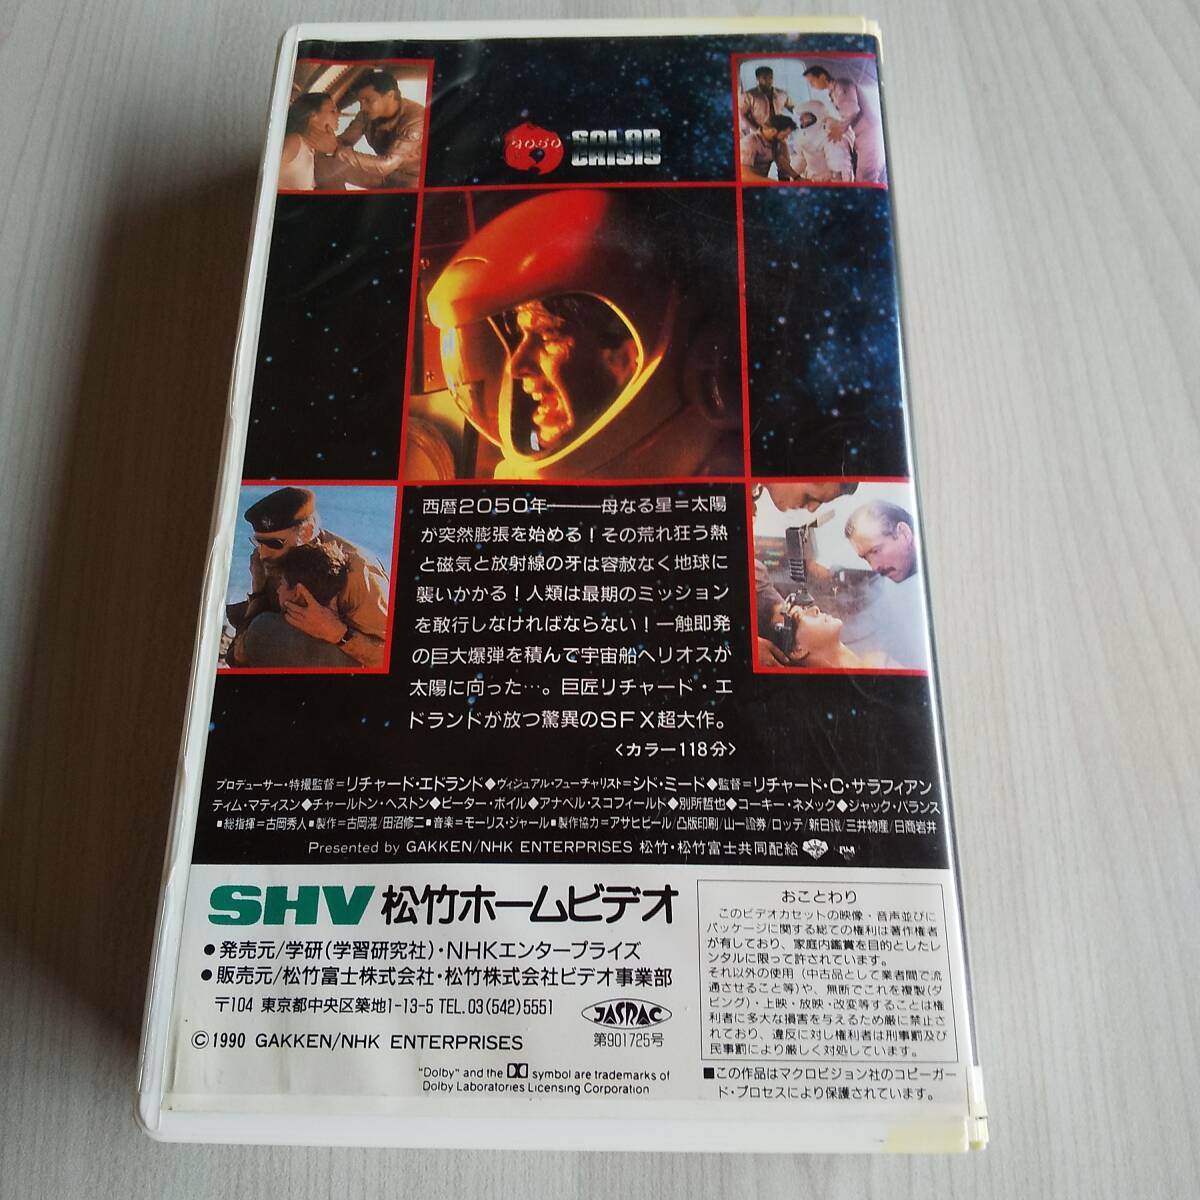 2050
SOLAR
CRISIS
西暦2050年——母なる星=太陽
が突然膨張を始める!その荒れ狂う熱
と磁気と放射線の牙は容赦なく地球に
襲いかかる!人類は最期のミッション
を敢行しなければならない!一触即発
の巨大爆弾を積んで宇宙船ヘリオスが
太陽に向った…。巨匠リチャード・エ
ドランドが放つ驚異のSFX超大作。
<カラー118分>
プロデューサー・特撮監督=リチャード・エドランド◆ヴィジュアル・フューチャリスト=シド・ミード◆監督=リチャード・C・サラフィアン
ティム・マティスン◆チャールトン・ヘストン◆ピーター・ボイル◆アナベル・スコフィールド◆別所哲也◆コーキー・ネメック◆ジャック・パランス
■総指揮=古岡秀人■製作=古岡滉/田沼修二■音楽=モーリス・ジャール■製作協力=アサヒビール/凸版印刷/山一證券/ロッテ/新日鐵/三井物産/日商岩井
Presented by GAKKEN/NHK ENTERPRISES 松竹・松竹富士共同配給
SHV 松竹ホームビデオ
●発売元/学研(学習研究社)・NHKエンタープライズ
●販売元/松竹富士株式会社・松竹株式会社ビデオ事業部
〒104 東京都中央区築地1-13-5 TEL.03(542)5551
JASRAC
第901725号
©1990 GAKKEN/NHK ENTERPRISES
"Dolby" and the DD symbol are trademarks of
Dolby Laboratories Licensing Corporation
おことわり
このビデオカセットの映像・音声並びに
パッケージに関する総ての権利は著作権者
が有しており、家庭内鑑賞を目的としたレ
ンタルに限って許されています。
それ以外の使用(中古品として業者間で流
通させること等)や、無断でこれを複製(ダ
ビング)・上映・放映・改変等することは権
利者に多大な損害を与えるため厳に禁止さ
れており、違反に対し権利者は刑事罰及び
民事罰により厳しく対処しています。
■この作品はマクロビジョン社のコピーガー
ド・プロセスにより保護されています。